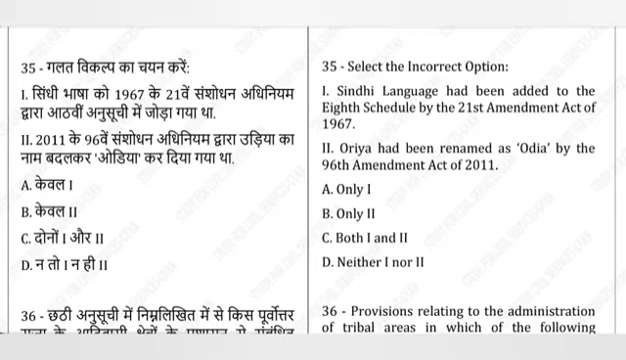 35 - गलत विकल्प का चयन करें:
I. सिंधी भाषा को 1967 के 21वें संशोधन अधिनियम
द्वारा आठवीं अनुसूची में जोड़ा गया था.
II. 2011 के 96वें संशोधन अधिनियम द्वारा उड़िया का
नाम बदलकर 'ओडिया' कर दिया गया था.
A. केवल I
B. केवल II
C. दोनों I और II
D. न तो I न ही II
36 - छठी अनुसूची में निम्नलिखित में से किस पूर्वोत्तर
35 - Select the Incorrect Option:
I. Sindhi Language had been added to the
Eighth Schedule by the 21st Amendment Act of
1967.
II. Oriya had been renamed as ‘Odia’ by the
96th Amendment Act of 2011.
A. Only I
B. Only II
C. Both I and II
D. Neither I nor II
36 - Provisions relating to the administration
of tribal areas in which of the following